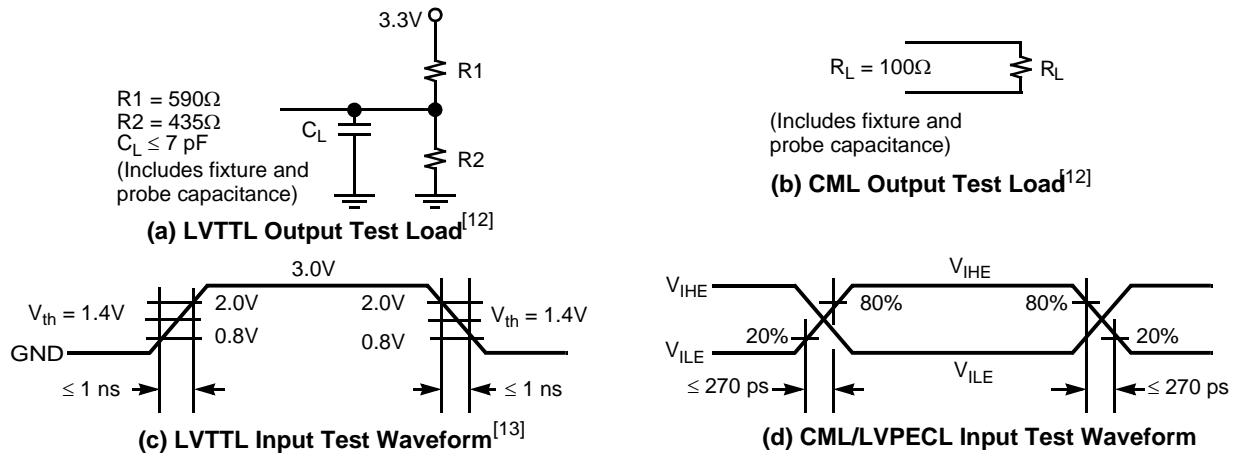 3.3V
R1
R1 = 590Ω
R2 = 435Ω
C_L ≤ 7 pF
(Includes fixture and
probe capacitance)
C_L
R2
(a) LVTTL Output Test Load[12]
R_L = 100Ω
R_L
(Includes fixture and
probe capacitance)
(b) CML Output Test Load[12]
3.0V
V_th = 1.4V
2.0V
0.8V
2.0V
0.8V
V_th = 1.4V
GND
≤ 1 ns
≤ 1 ns
(c) LVTTL Input Test Waveform[13]
V_IHE
V_IHE
80%
80%
20%
20%
V_ILE
V_ILE
≤ 270 ps
≤ 270 ps
(d) CML/LVPECL Input Test Waveform